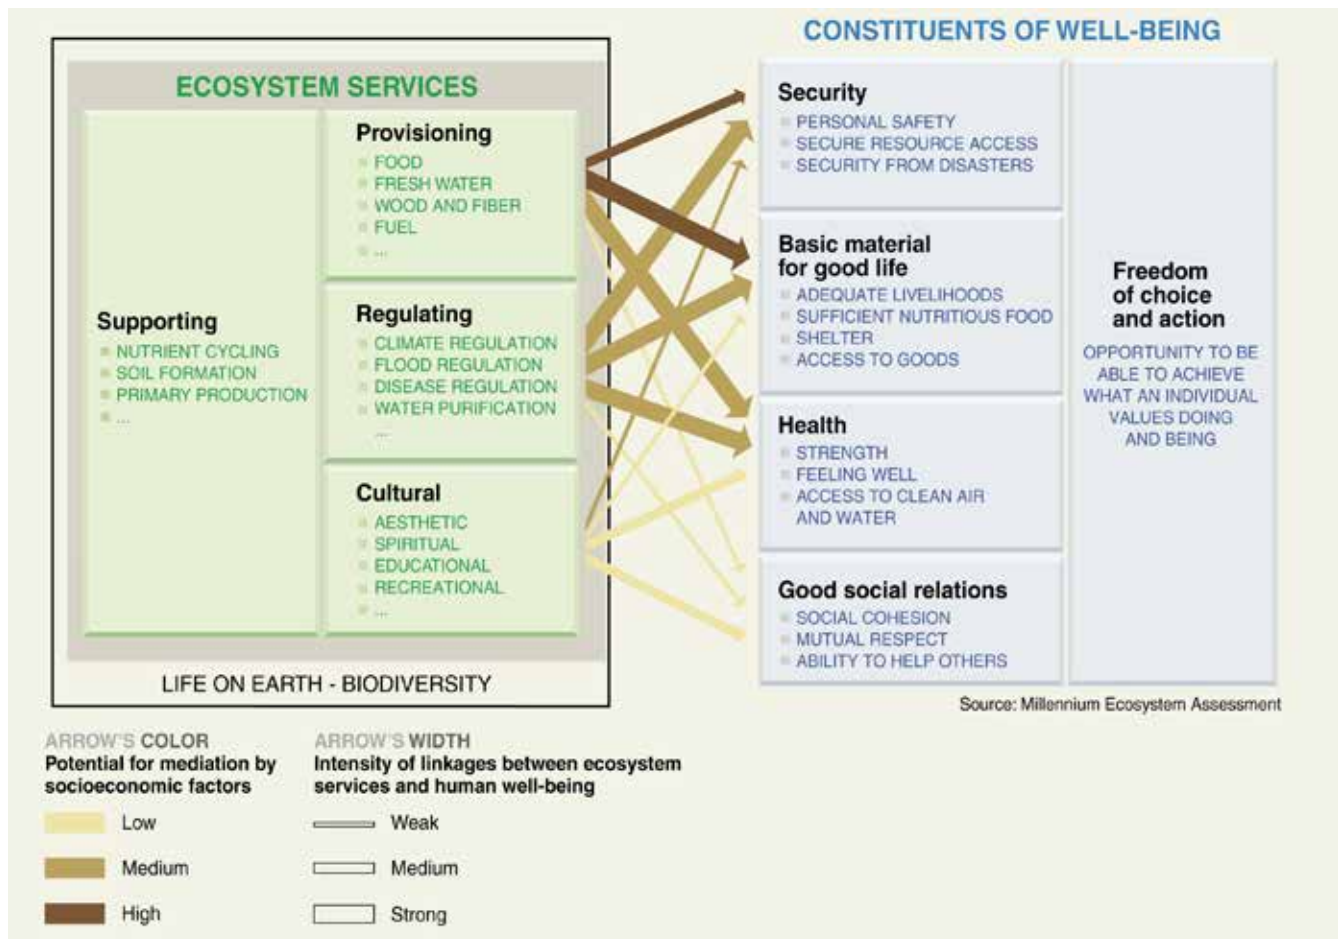 CONSTITUENTS OF WELL-BEING
ECOSYSTEM SERVICES
Supporting
NUTRIENT CYCLING
SOIL FORMATION
PRIMARY PRODUCTION
...
Provisioning
FOOD
FRESH WATER
WOOD AND FIBER
FUEL
...
Regulating
CLIMATE REGULATION
FLOOD REGULATION
DISEASE REGULATION
WATER PURIFICATION
...
Cultural
AESTHETIC
SPIRITUAL
EDUCATIONAL
RECREATIONAL
...
LIFE ON EARTH - BIODIVERSITY
Security
PERSONAL SAFETY
SECURE RESOURCE ACCESS
SECURITY FROM DISASTERS
Basic material
for good life
ADEQUATE LIVELIHOODS
SUFFICIENT NUTRITIOUS FOOD
SHELTER
ACCESS TO GOODS
Health
STRENGTH
FEELING WELL
ACCESS TO CLEAN AIR
AND WATER
Good social relations
SOCIAL COHESION
MUTUAL RESPECT
ABILITY TO HELP OTHERS
Freedom
of choice
and action
OPPORTUNITY TO BE
ABLE TO ACHIEVE
WHAT AN INDIVIDUAL
VALUES DOING
AND BEING
Source: Millennium Ecosystem Assessment
ARROW'S COLOR
Potential for mediation by
socioeconomic factors
Low
Medium
High
ARROW'S WIDTH
Intensity of linkages between ecosystem
services and human well-being
Weak
Medium
Strong